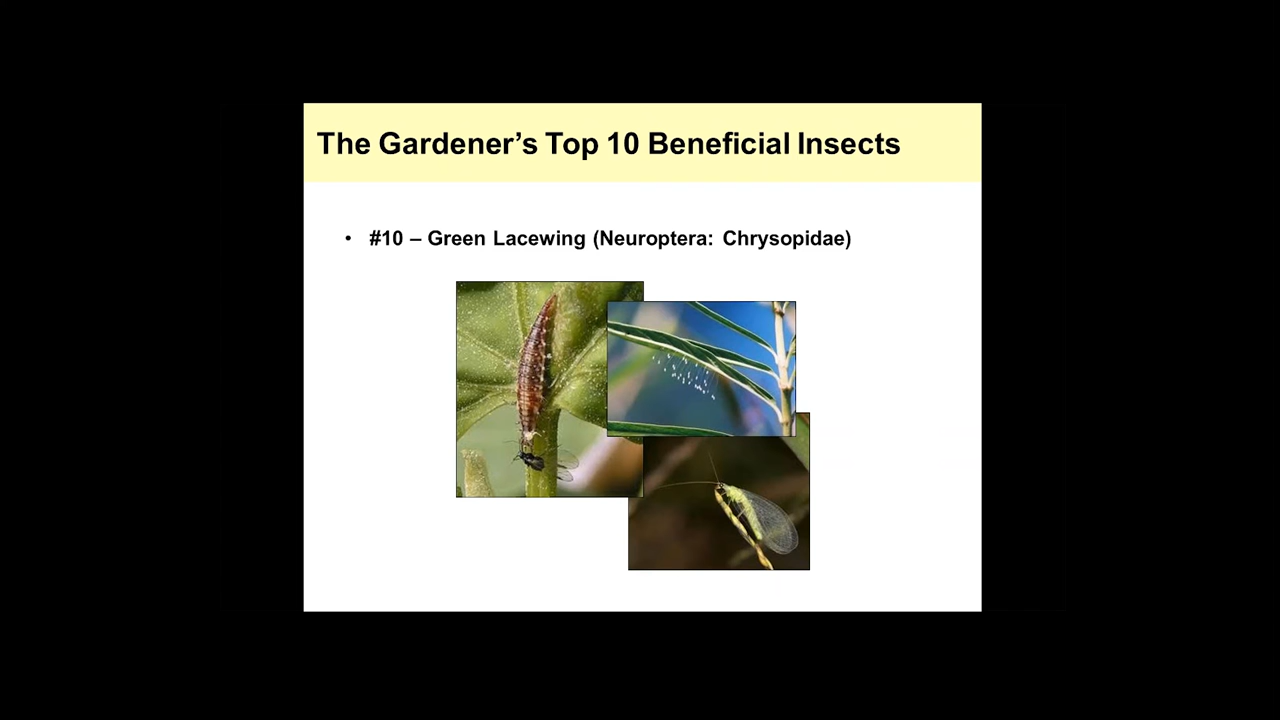 The Gardener’s Top 10 Beneficial Insects
• #10 – Green Lacewing (Neuroptera: Chrysopidae)